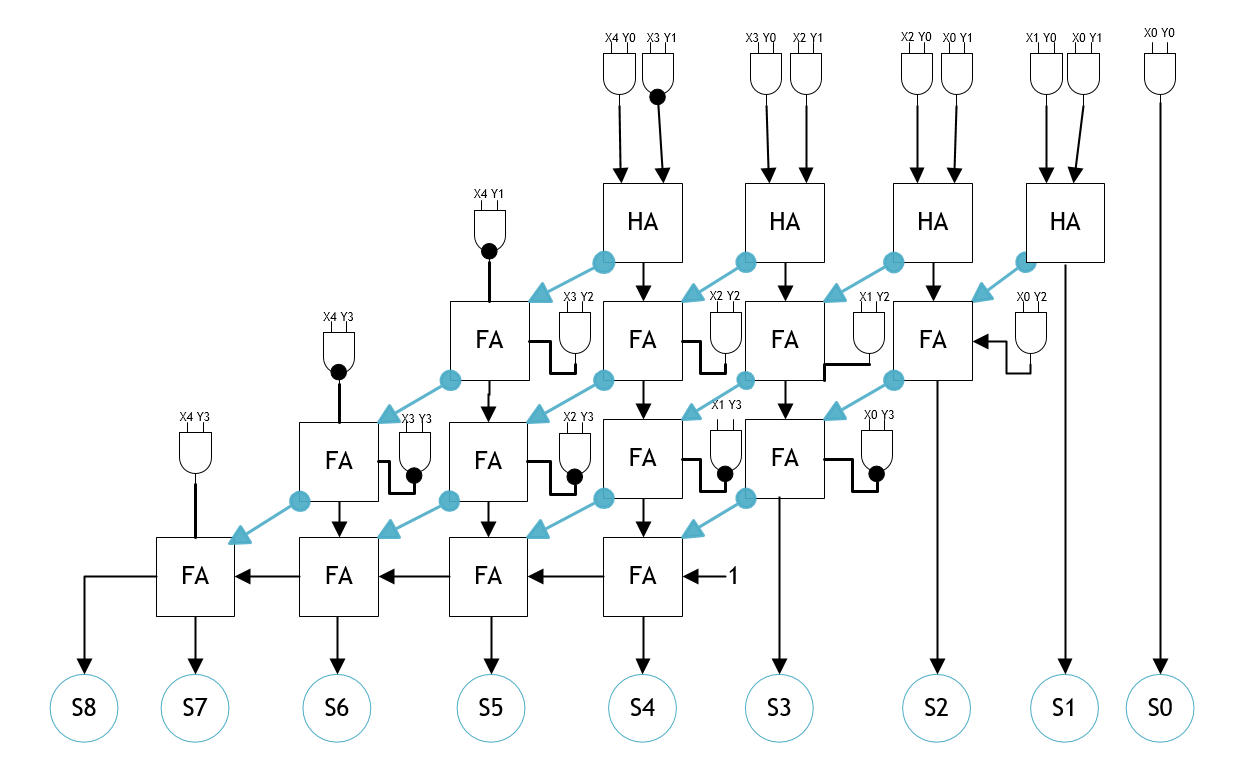 X4 Y0 X3 Y1 X3 Y0 X2 Y1 X2 Y0 X0 Y1 X1 Y0 X0 Y1 X0 Y0
X4 Y1 HA HA HA HA
X4 Y3 FA X3 Y2 FA X2 Y2 FA X1 Y2 FA X0 Y2
X4 Y3 FA X3 Y3 FA X2 Y3 FA X1 Y3 FA X0 Y3
FA FA FA FA 1
S8 S7 S6 S5 S4 S3 S2 S1 S0